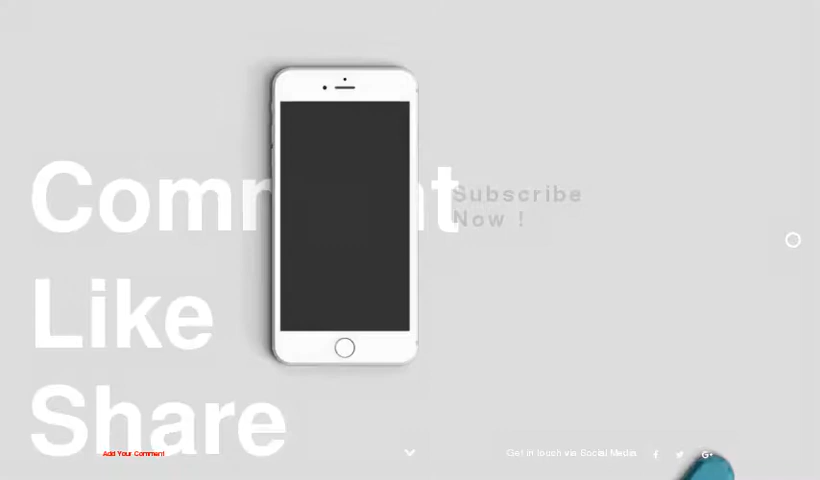 Comment
Like
Share
Subscribe
Now !
Add Your Comment
Get in touch via Social Media